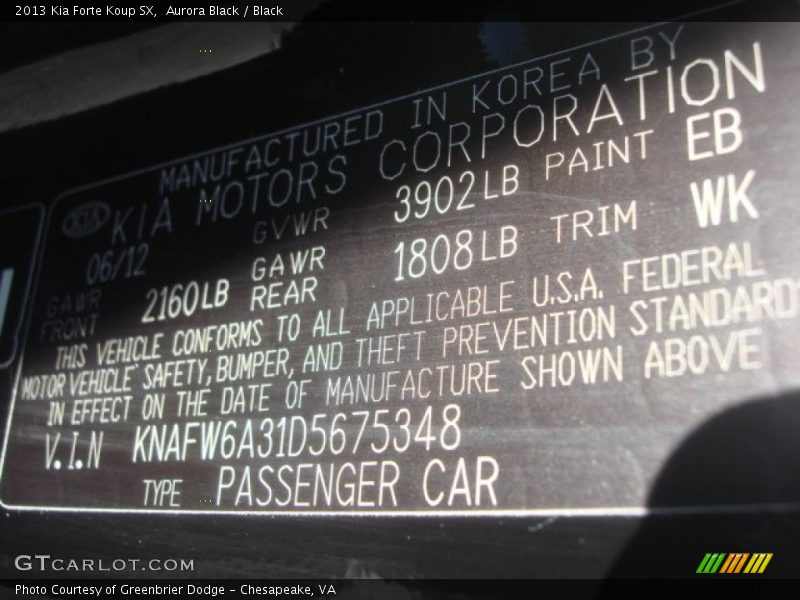 2013 Kia Forte Koup SX,  Aurora Black / Black
MANUFACTURED IN KOREA BY
KIA KIA MOTORS CORPORATION
06/12 GVWR 3902LB PAINT EB
GAWR FRONT 2160LB GAWR REAR 1808LB TRIM WK
THIS VEHICLE CONFORMS TO ALL APPLICABLE U.S.A. FEDERAL
MOTOR VEHICLE SAFETY, BUMPER, AND THEFT PREVENTION STANDARDS
IN EFFECT ON THE DATE OF MANUFACTURE SHOWN ABOVE
V.I.N KNAFW6A31D5675348
TYPE PASSENGER CAR
GTCARLOT.COM
Photo Courtesy of Greenbrier Dodge – Chesapeake, VA